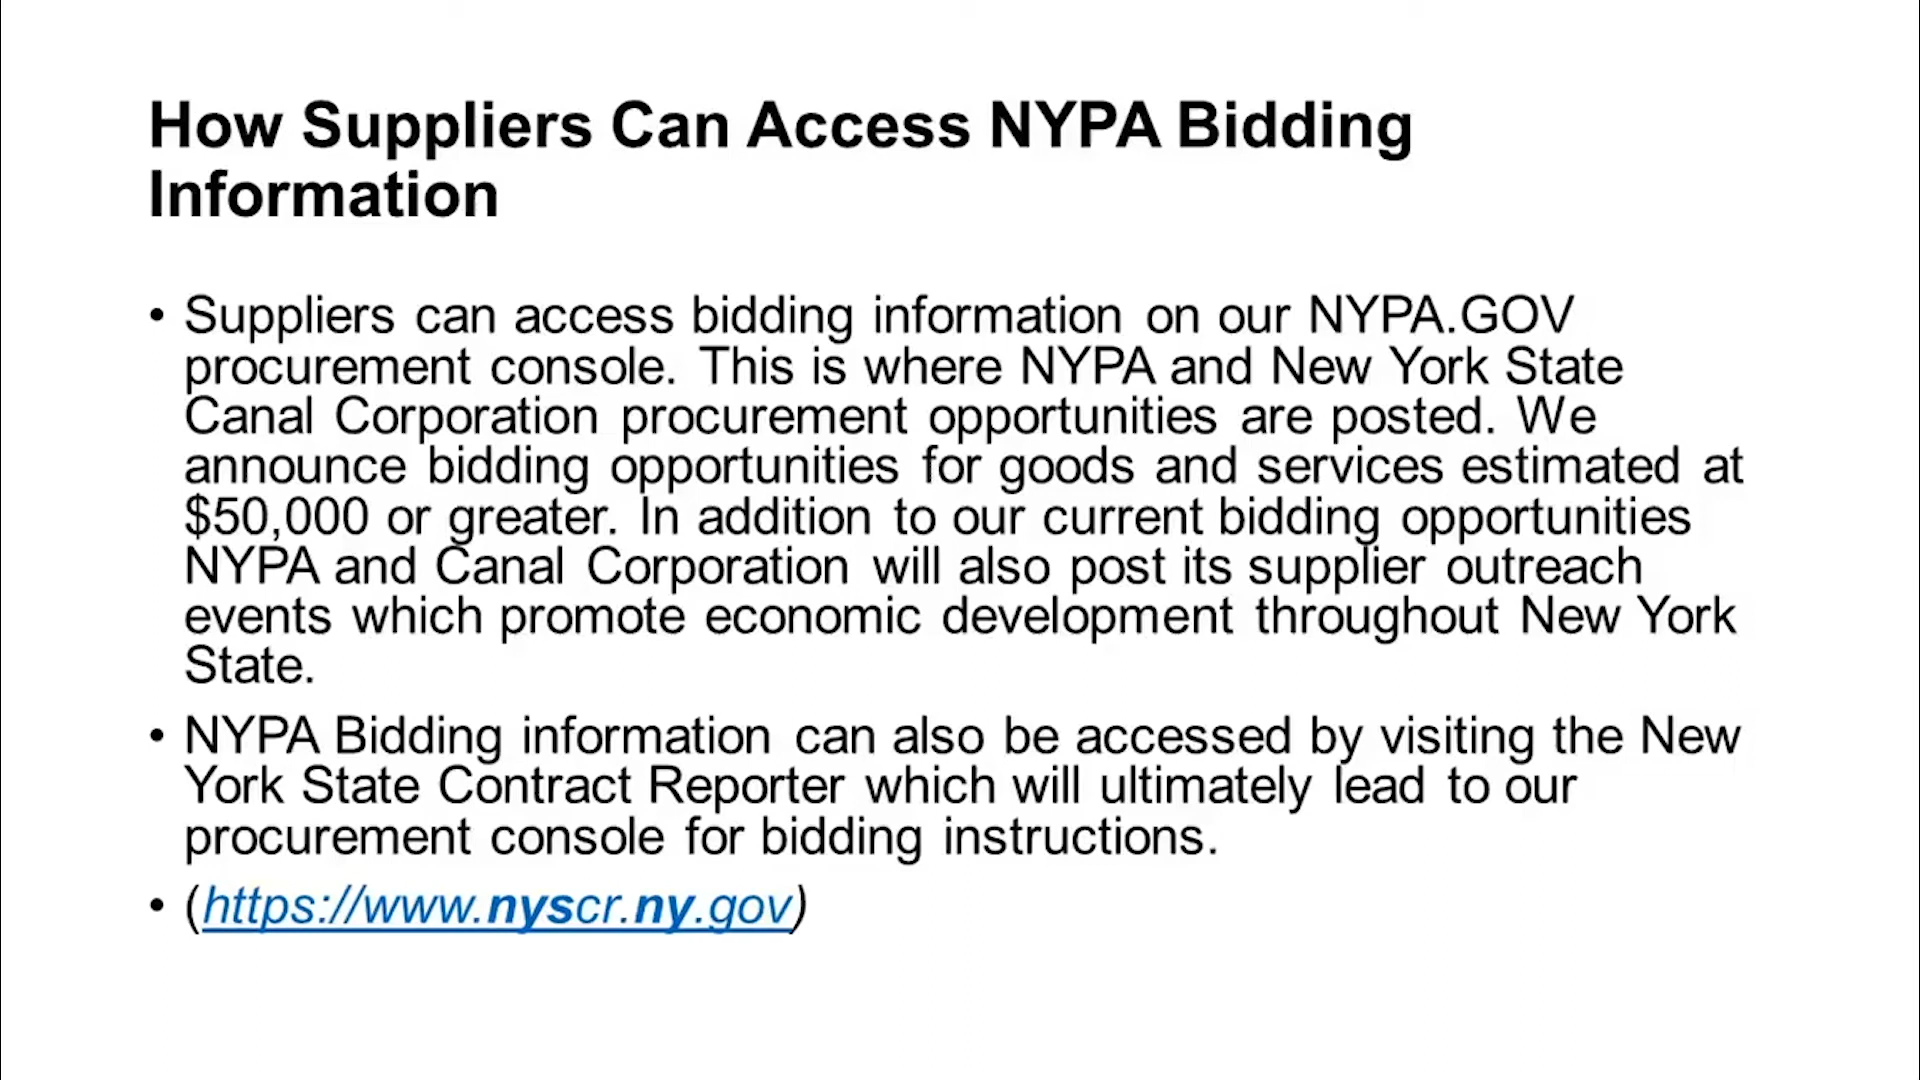 How Suppliers Can Access NYPA Bidding
Information
• Suppliers can access bidding information on our NYPA.GOV
procurement console. This is where NYPA and New York State
Canal Corporation procurement opportunities are posted. We
announce bidding opportunities for goods and services estimated at
$50,000 or greater. In addition to our current bidding opportunities
NYPA and Canal Corporation will also post its supplier outreach
events which promote economic development throughout New York
State.
• NYPA Bidding information can also be accessed by visiting the New
York State Contract Reporter which will ultimately lead to our
procurement console for bidding instructions.
• (https://www.nyscr.ny.gov)